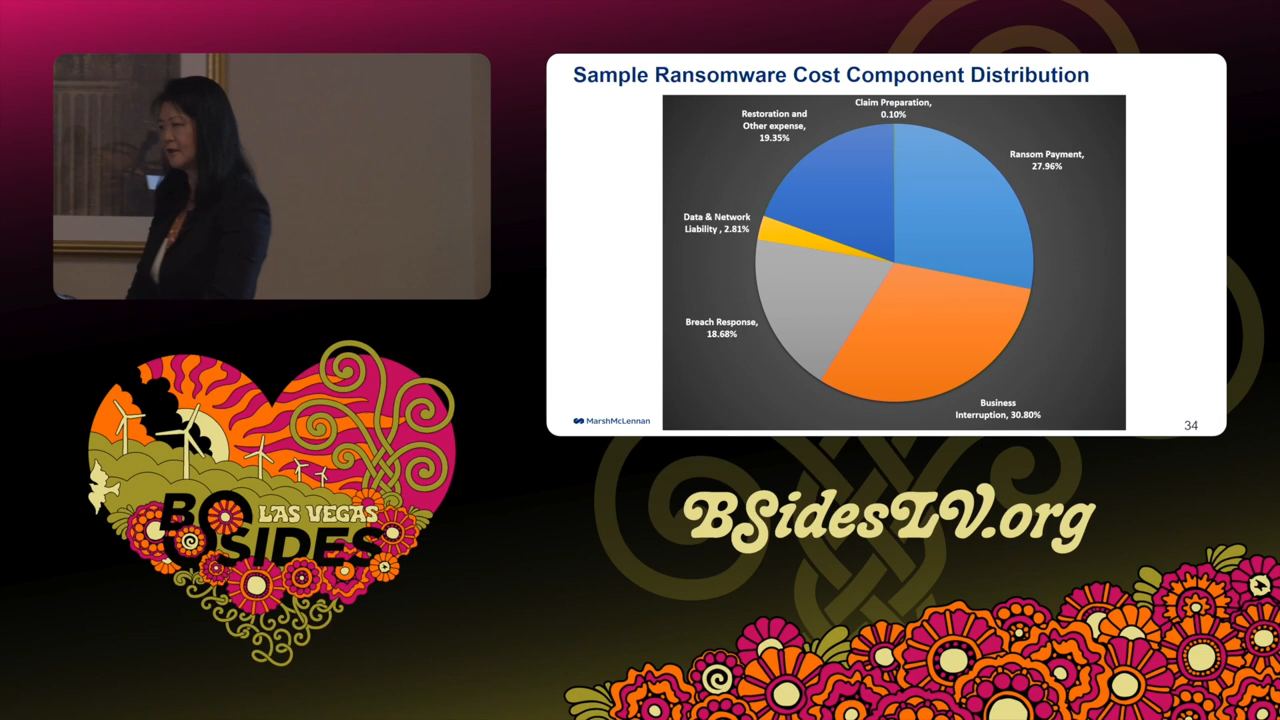 Sample Ransomware Cost Component Distribution
Claim Preparation,
0.10%
Restoration and
Other expense,
19.35%
Ransom Payment,
27.96%
Data & Network
Liability , 2.81%
Breach Response,
18.68%
Business
Interruption, 30.80%
MarshMcLennan
34
BSIDES
LAS VEGAS
BSidesLV.org